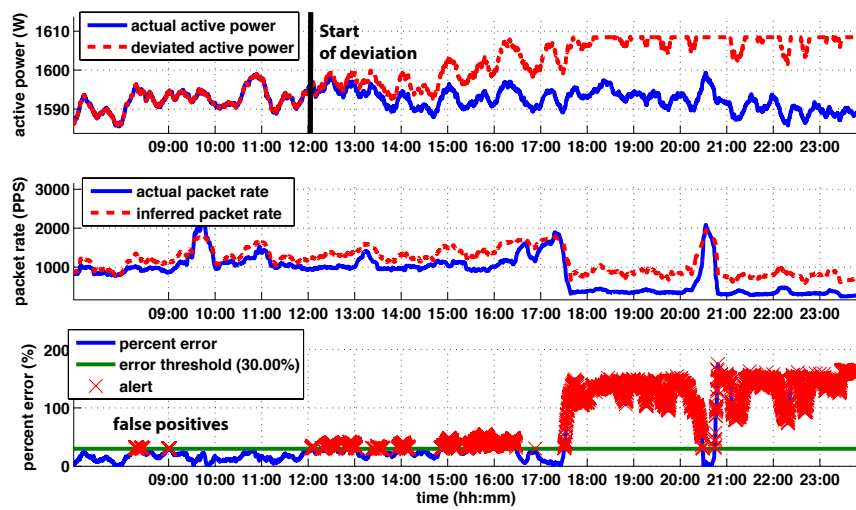 active power (W)
1610
1600
1590
actual active power
deviated active power
Start
of deviation
09:00 10:00 11:00 12:00 13:00 14:00 15:00 16:00 17:00 18:00 19:00 20:00 21:00 22:00 23:00
packet rate (PPS)
3000
2000
1000
actual packet rate
inferred packet rate
09:00 10:00 11:00 12:00 13:00 14:00 15:00 16:00 17:00 18:00 19:00 20:00 21:00 22:00 23:00
percent error (%)
200
100
0
percent error
error threshold (30.00%)
alert
false positives
09:00 10:00 11:00 12:00 13:00 14:00 15:00 16:00 17:00 18:00 19:00 20:00 21:00 22:00 23:00
time (hh:mm)